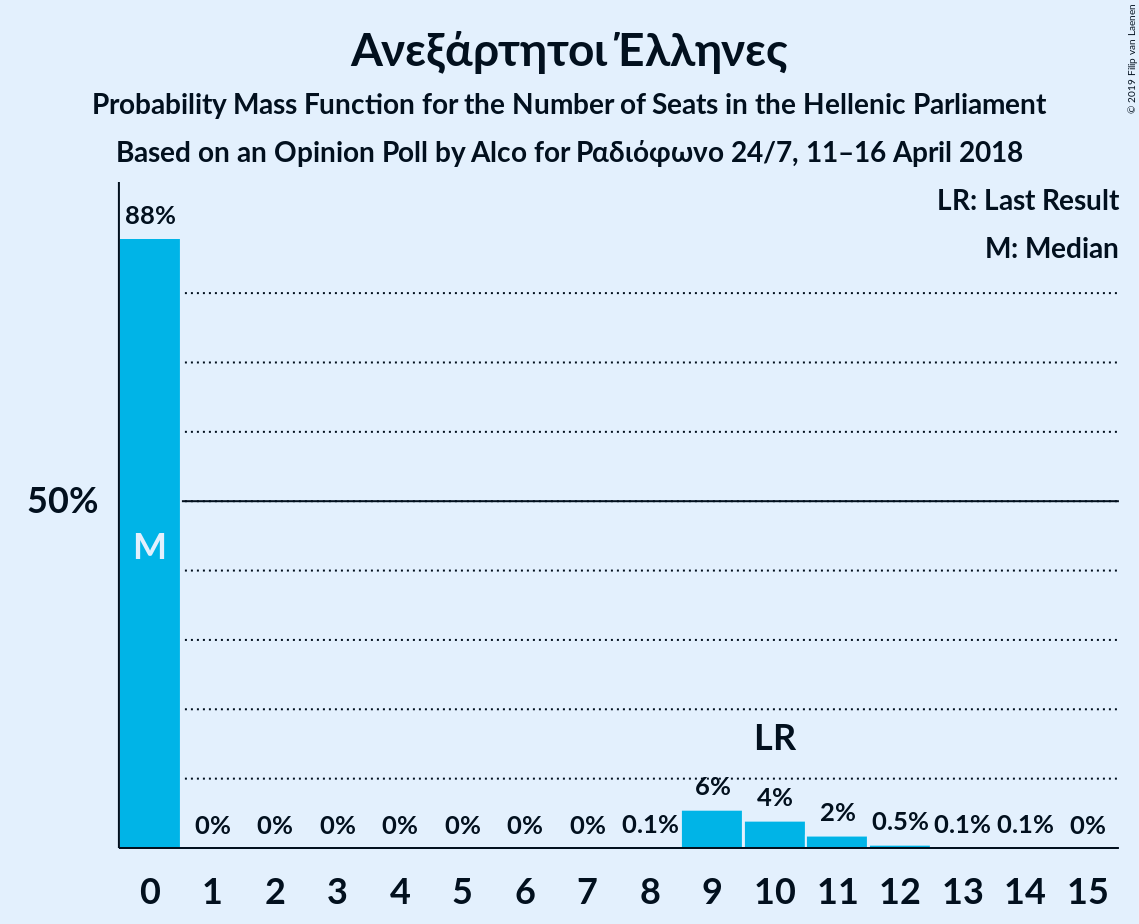 Ανεξάρτητοι Έλληνες
Probability Mass Function for the Number of Seats in the Hellenic Parliament
Based on an Opinion Poll by Alco for Ραδιόφωνο 24/7, 11–16 April 2018
© 2019 Filip van Laenen
LR: Last Result
M: Median
88%
50%
M
LR
0% 0% 0% 0% 0% 0% 0% 0.1% 6% 4% 2% 0.5% 0.1% 0.1% 0%
0 1 2 3 4 5 6 7 8 9 10 11 12 13 14 15